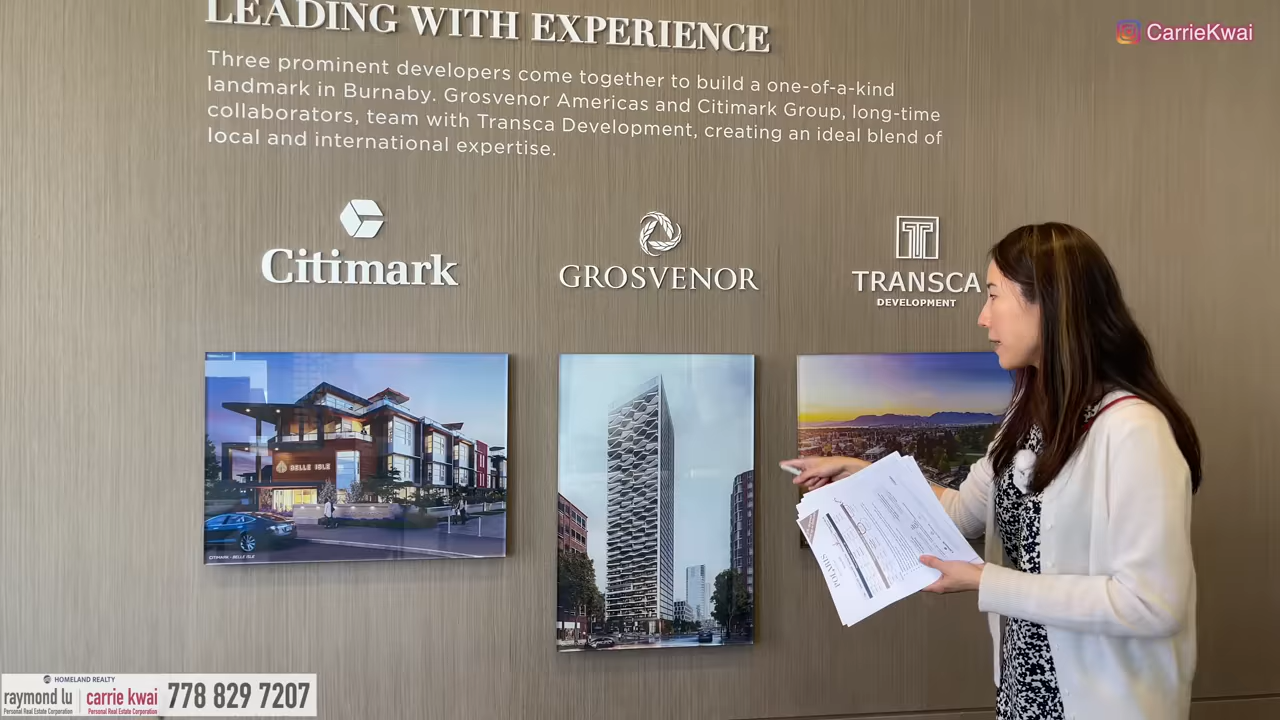 LEADING WITH EXPERIENCE
CarrieKwai
Three prominent developers come together to build a one-of-a-kind
landmark in Burnaby. Grosvenor Americas and Citimark Group, long-time
collaborators, team with Transca Development, creating an ideal blend of
local and international expertise.
Citimark
GROSVENOR
TRANSCA
DEVELOPMENT
BELLE ISLE
CITIMARK - BELLE ISLE
POLARIS
HOMELAND REALTY
raymond lu
Personal Real Estate Corporation
carrie kwai
Personal Real Estate Corporation
778 829 7207